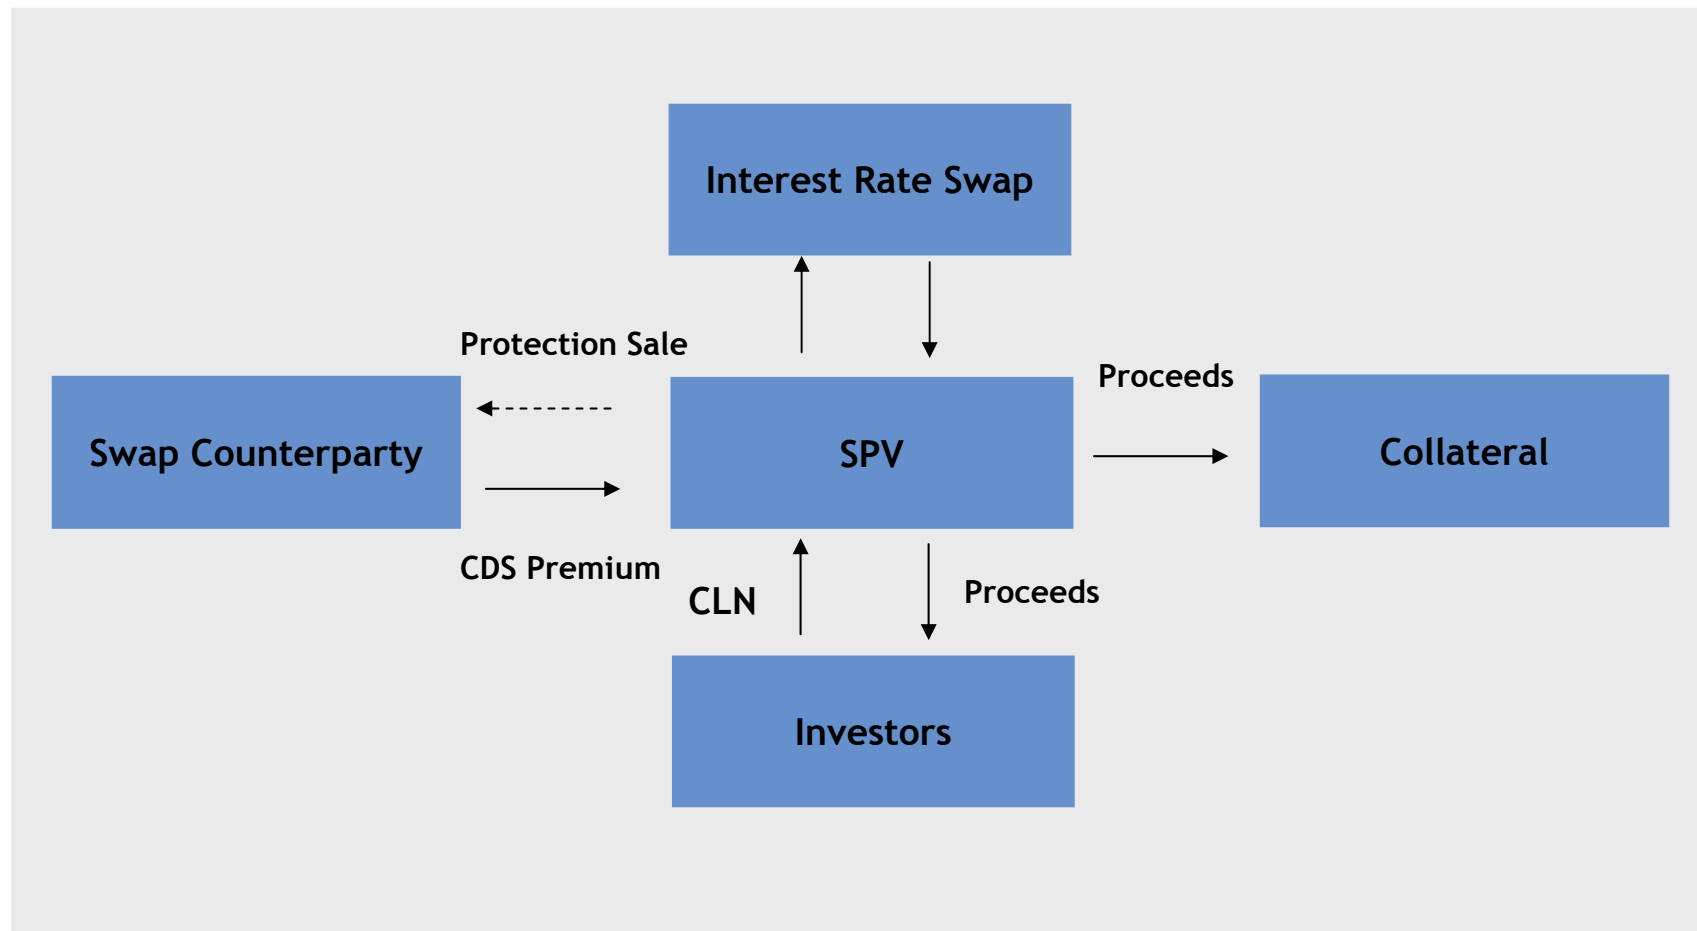 Interest Rate Swap
Protection Sale
Proceeds
Swap Counterparty
SPV
Collateral
CDS Premium
CLN
Proceeds
Investors